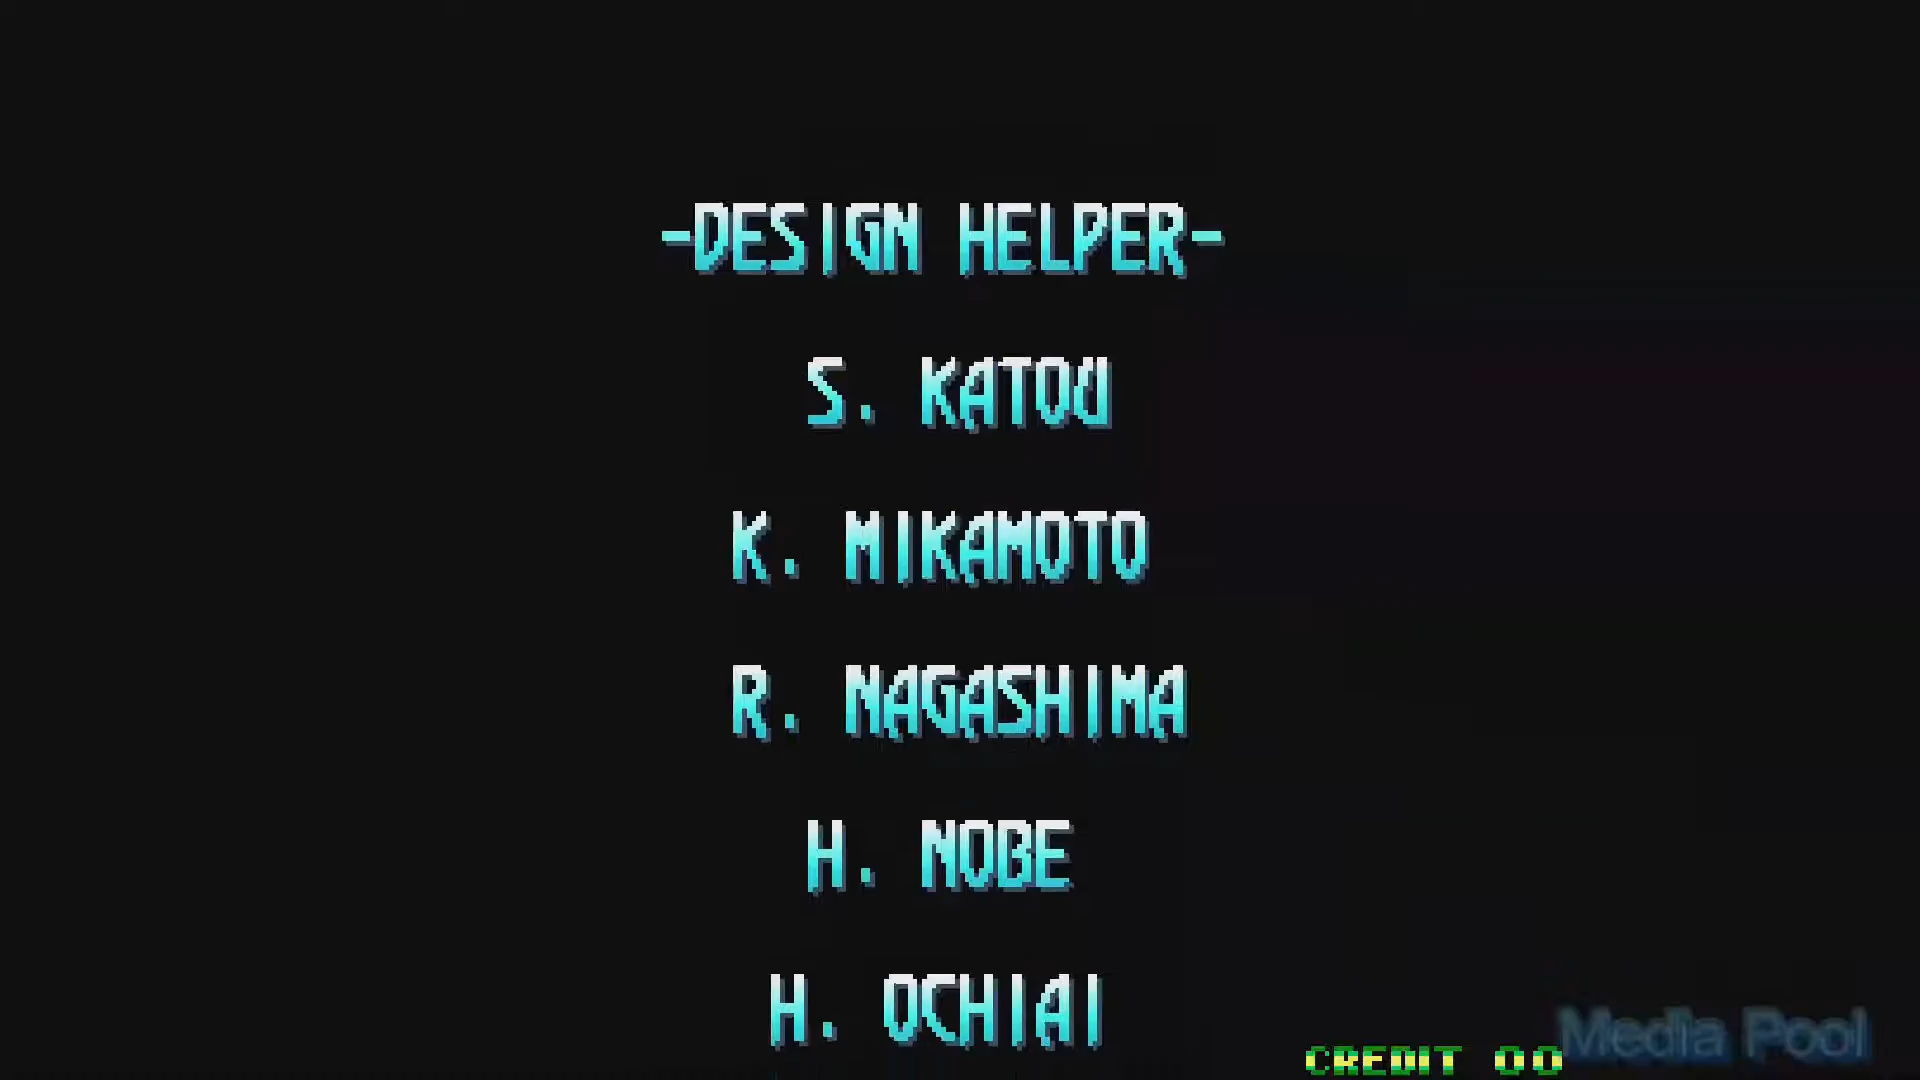 -DESIGN HELPER-
S. KATOU
K. MIKAMOTO
R. NAGASHIMA
H. NOBE
H. OCHIAI
CREDIT 00
Media Pool